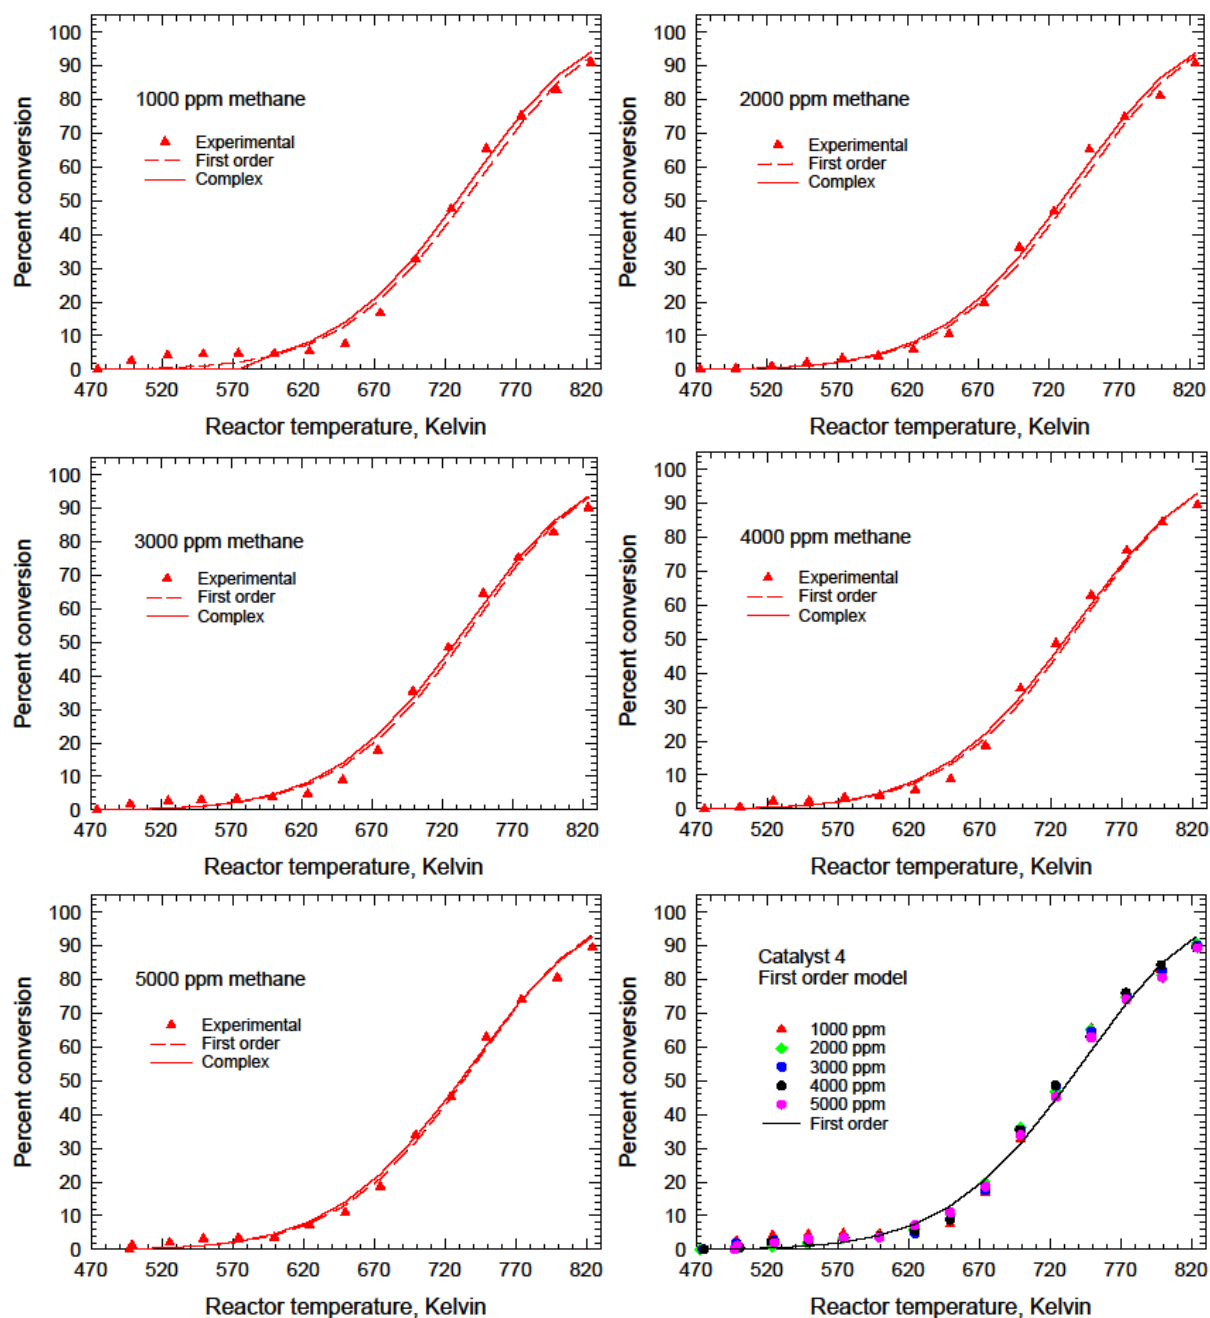 100
90
80
70
60
50
40
30
20
10
0
Percent conversion
1000 ppm methane
Experimental
First order
Complex
470 520 570 620 670 720 770 820
Reactor temperature, Kelvin
100
90
80
70
60
50
40
30
20
10
0
Percent conversion
2000 ppm methane
Experimental
First order
Complex
470 520 570 620 670 720 770 820
Reactor temperature, Kelvin
100
90
80
70
60
50
40
30
20
10
0
Percent conversion
3000 ppm methane
Experimental
First order
Complex
470 520 570 620 670 720 770 820
Reactor temperature, Kelvin
100
90
80
70
60
50
40
30
20
10
0
Percent conversion
4000 ppm methane
Experimental
First order
Complex
470 520 570 620 670 720 770 820
Reactor temperature, Kelvin
100
90
80
70
60
50
40
30
20
10
0
Percent conversion
5000 ppm methane
Experimental
First order
Complex
470 520 570 620 670 720 770 820
Reactor temperature, Kelvin
100
90
80
70
60
50
40
30
20
10
0
Percent conversion
Catalyst 4
First order model
1000 ppm
2000 ppm
3000 ppm
4000 ppm
5000 ppm
First order
470 520 570 620 670 720 770 820
Reactor temperature, Kelvin